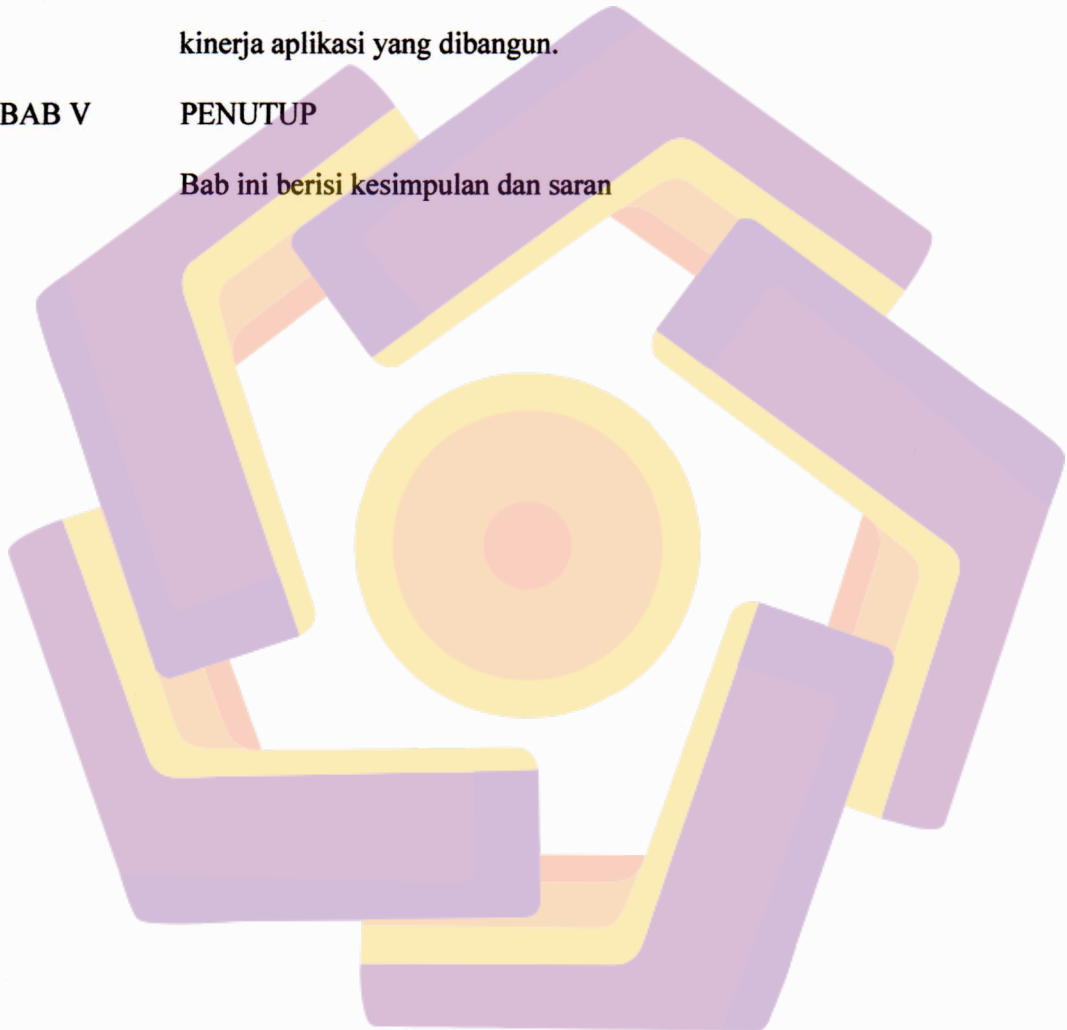 kinerja aplikasi yang dibangun.
BAB V PENUTUP
Bab ini berisi kesimpulan dan saran